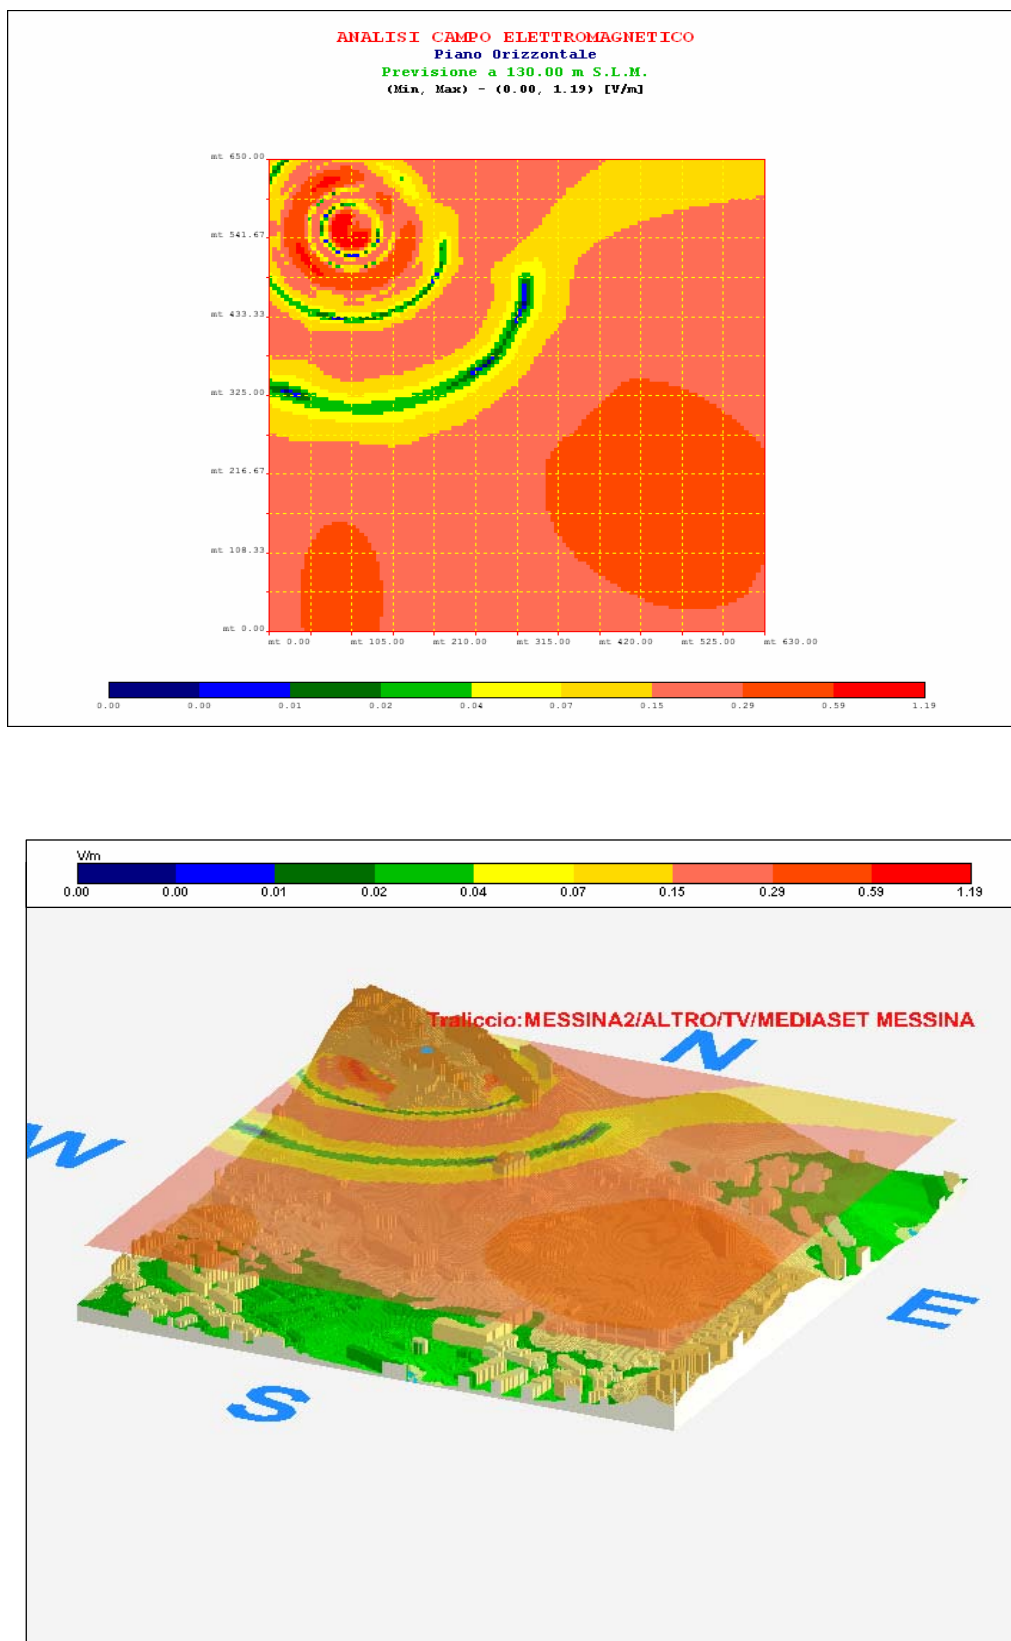 ANALISI CAMPO ELETTROMAGNETICO
Piano Orizzontale
Previsione a 130.00 m S.L.M.
(Min, Max) - (0.00, 1.19) [V/m]
mt 650.00
mt 541.67
mt 433.33
mt 325.00
mt 216.67
mt 108.33
mt 0.00
mt 0.00 mt 105.00 mt 210.00 mt 315.00 mt 420.00 mt 525.00 mt 630.00
0.00 0.00 0.01 0.02 0.04 0.07 0.15 0.29 0.59 1.19
V/m
0.00 0.00 0.01 0.02 0.04 0.07 0.15 0.29 0.59 1.19
Traliccio:MESSINA2/ALTRO/TV/MEDIASET MESSINA
N
W
E
S